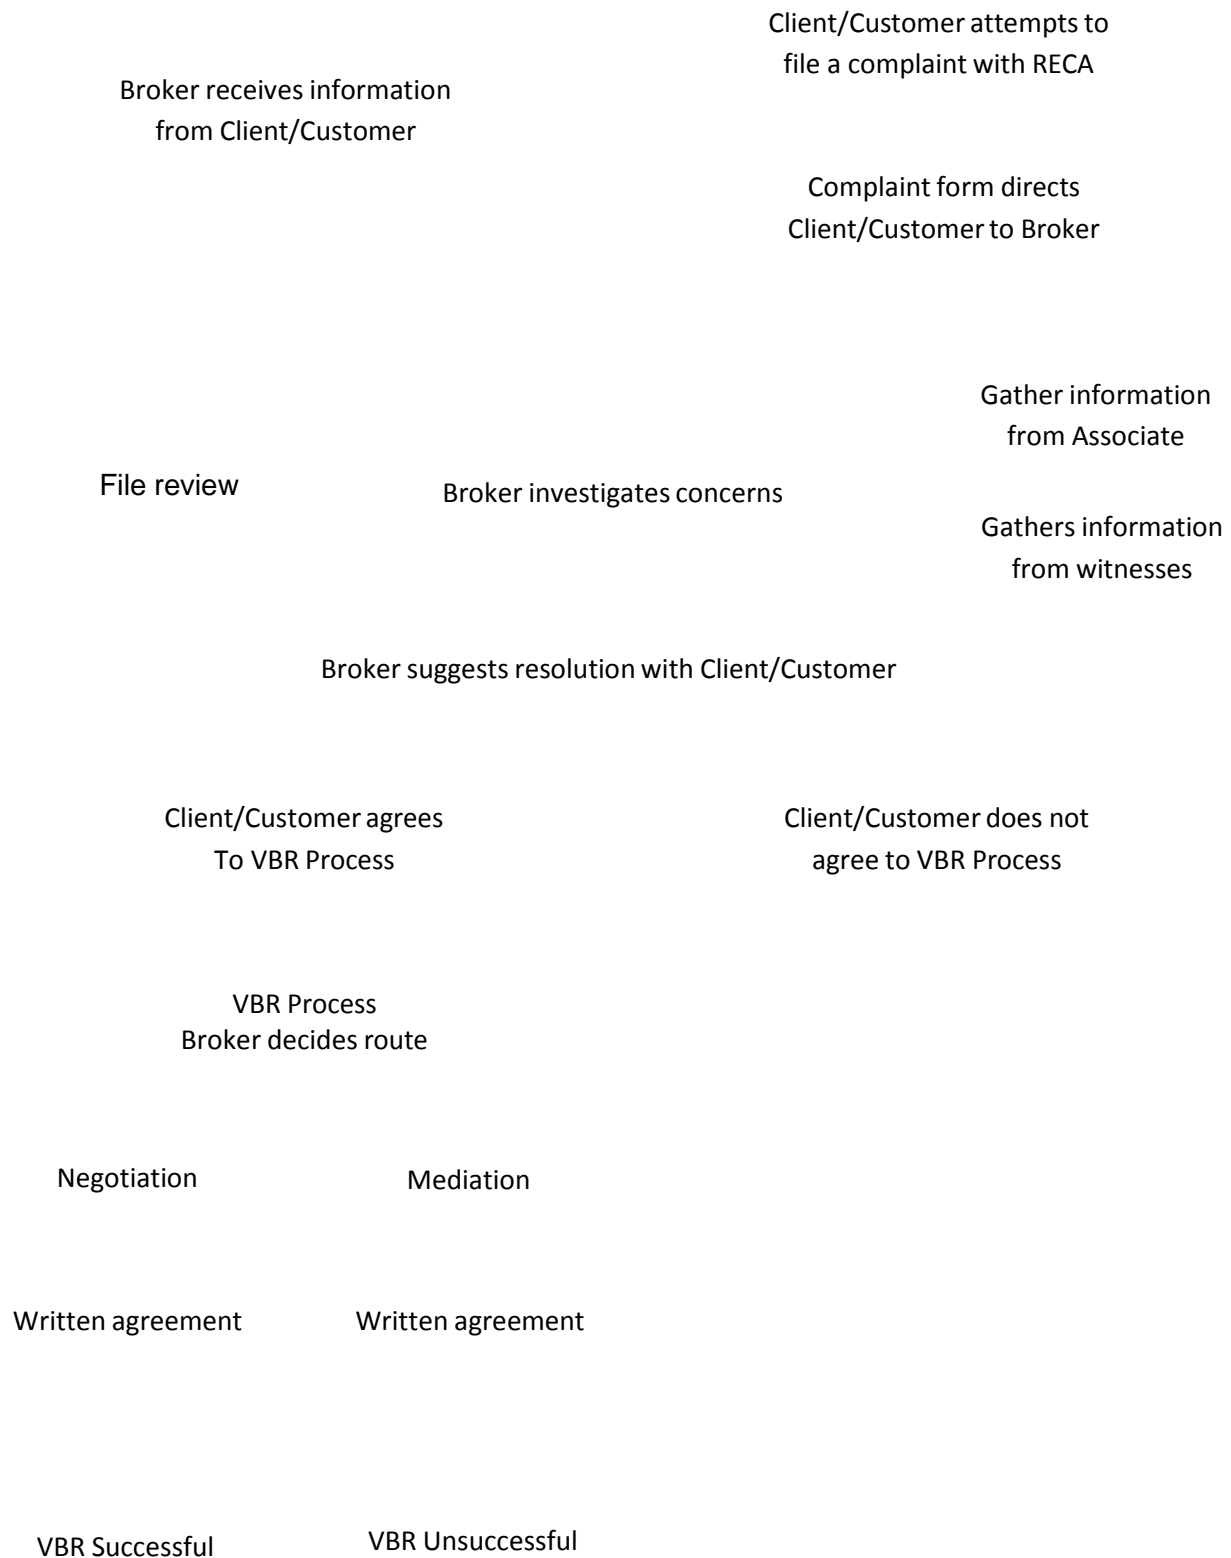 Client/Customer attempts to
file a complaint with RECA
Broker receives information
from Client/Customer
Complaint form directs
Client/Customer to Broker
Gather information
from Associate
File review
Broker investigates concerns
Gathers information
from witnesses
Broker suggests resolution with Client/Customer
Client/Customer agrees
To VBR Process
Client/Customer does not
agree to VBR Process
VBR Process
Broker decides route
Negotiation
Mediation
Written agreement
Written agreement
VBR Successful
VBR Unsuccessful